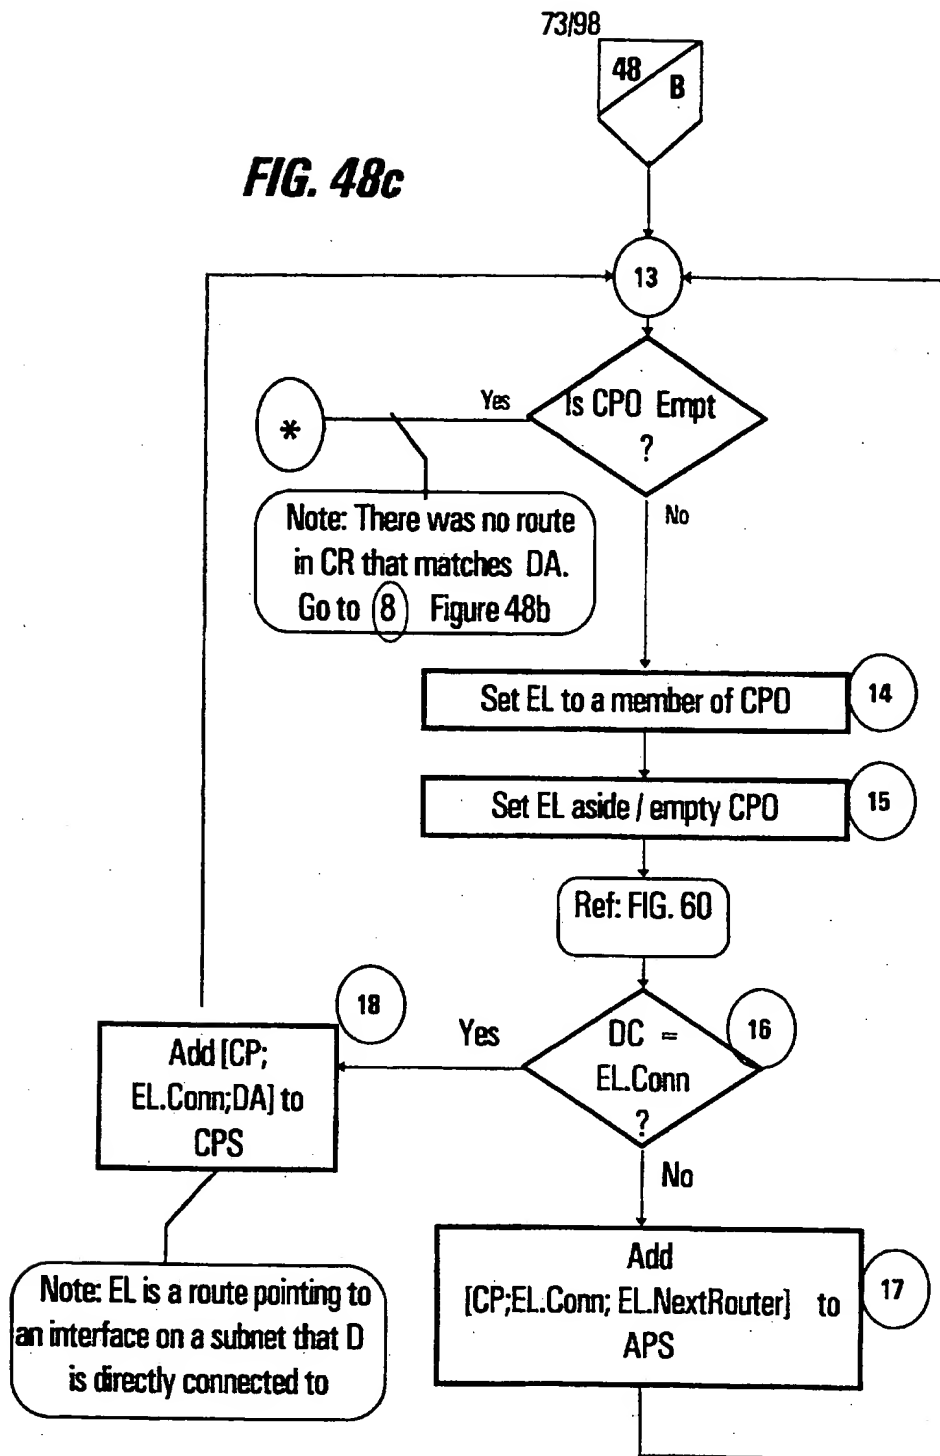 73/98
48
B
FIG. 48c
13
Is CPO Empt
?
Yes
*
No
Note: There was no route
in CR that matches DA.
Go to 8 Figure 48b
Set EL to a member of CPO
14
Set EL aside / empty CPO
15
Ref: FIG. 60
18
16
Yes
DC =
EL.Conn
?
Add [CP;
EL.Conn;DA] to
CPS
No
Add
[CP;EL.Conn; EL.NextRouter] to
APS
17
Note: EL is a route pointing to
an interface on a subnet that D
is directly connected to